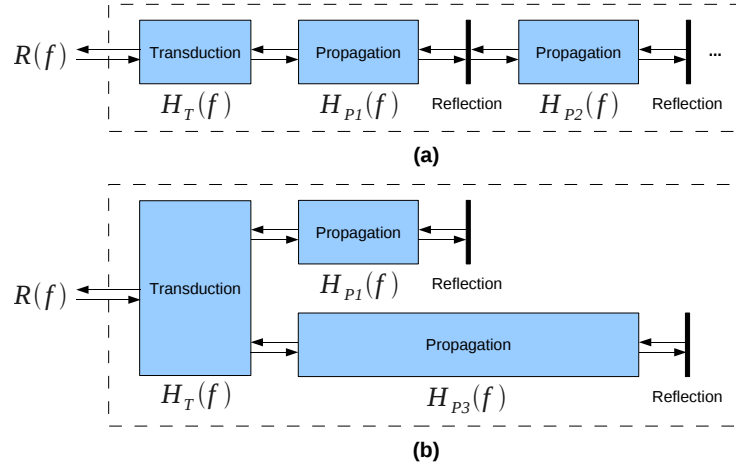 Transduction Propagation Propagation ...
R(f)
Reflection Reflection
H_T(f) H_P1(f) H_P2(f)
(a)
Propagation
Transduction
R(f)
H_P1(f) Reflection
Propagation
H_T(f) H_P3(f) Reflection
(b)